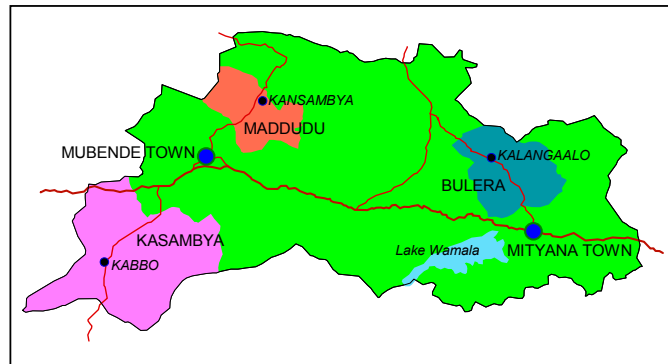 KANSAMBYA
MADDUDU
MUBENDE TOWN
KALANGAALO
BULERA
KASAMBYA
Lake Wamala
MITYANA TOWN
KABBO